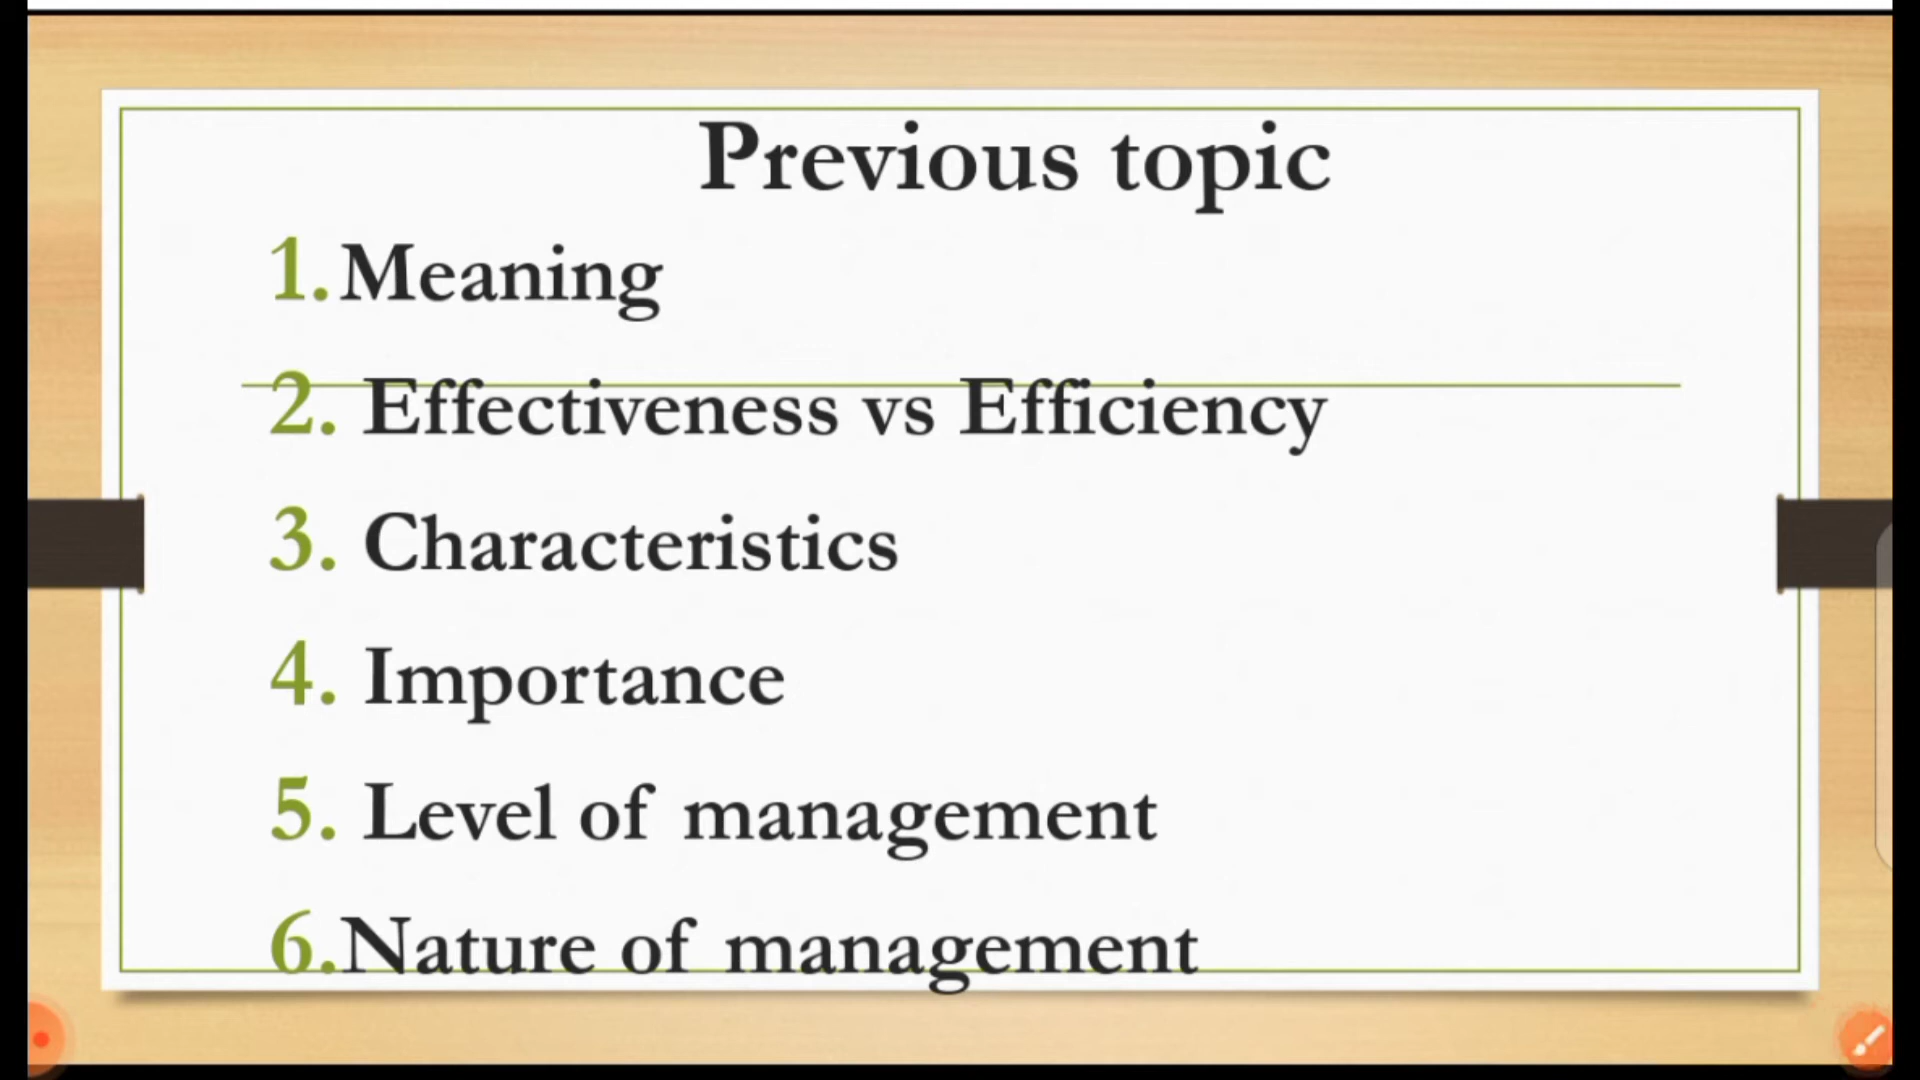 Previous topic
1. Meaning
2. Effectiveness vs Efficiency
3. Characteristics
4. Importance
5. Level of management
6. Nature of management